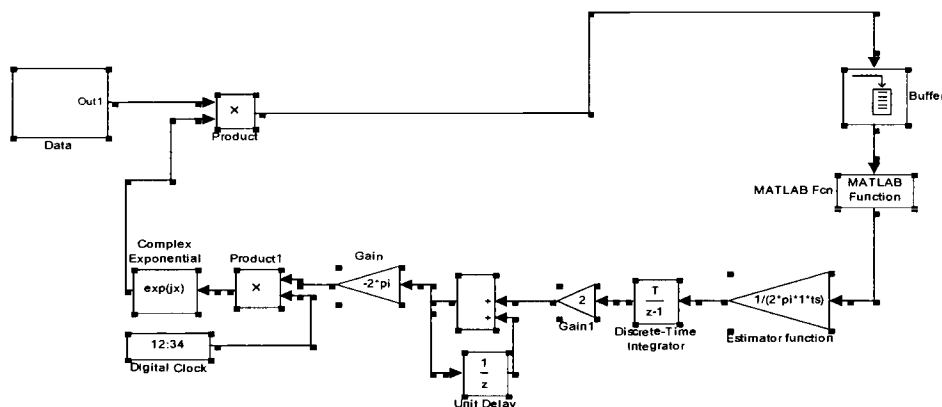 Out1
Data
×
Product
Buffer
MATLAB Fcn
MATLAB
Function
Complex
Exponential
exp(jx)
Product1
×
Gain
-2*pi
12:34
Digital Clock
+
+
1
z
Unit Delay
2
Gain1
T
z-1
Discrete-Time
Integrator
1/(2*pi*1*ts)
Estimator function